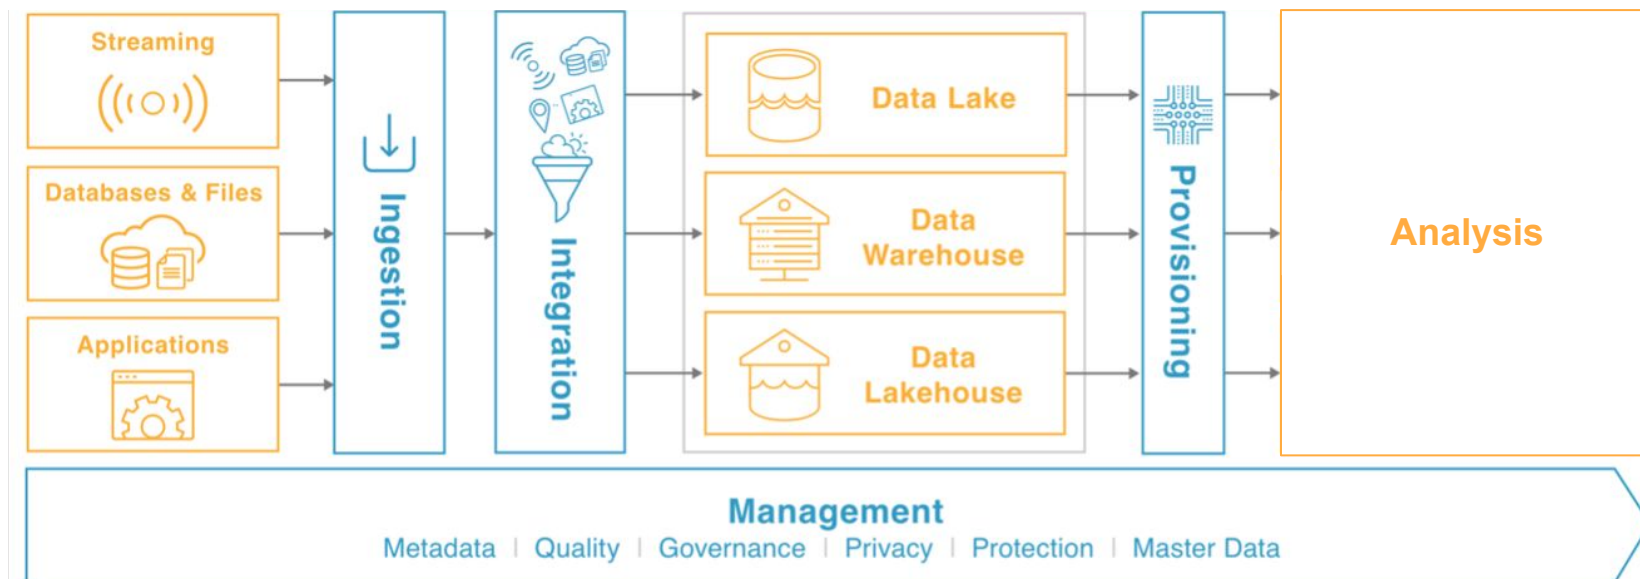 Streaming
Databases & Files
Applications
Ingestion
Integration
Data Lake
Data
Warehouse
Data
Lakehouse
Provisioning
Analysis
Management
Metadata | Quality | Governance | Privacy | Protection | Master Data